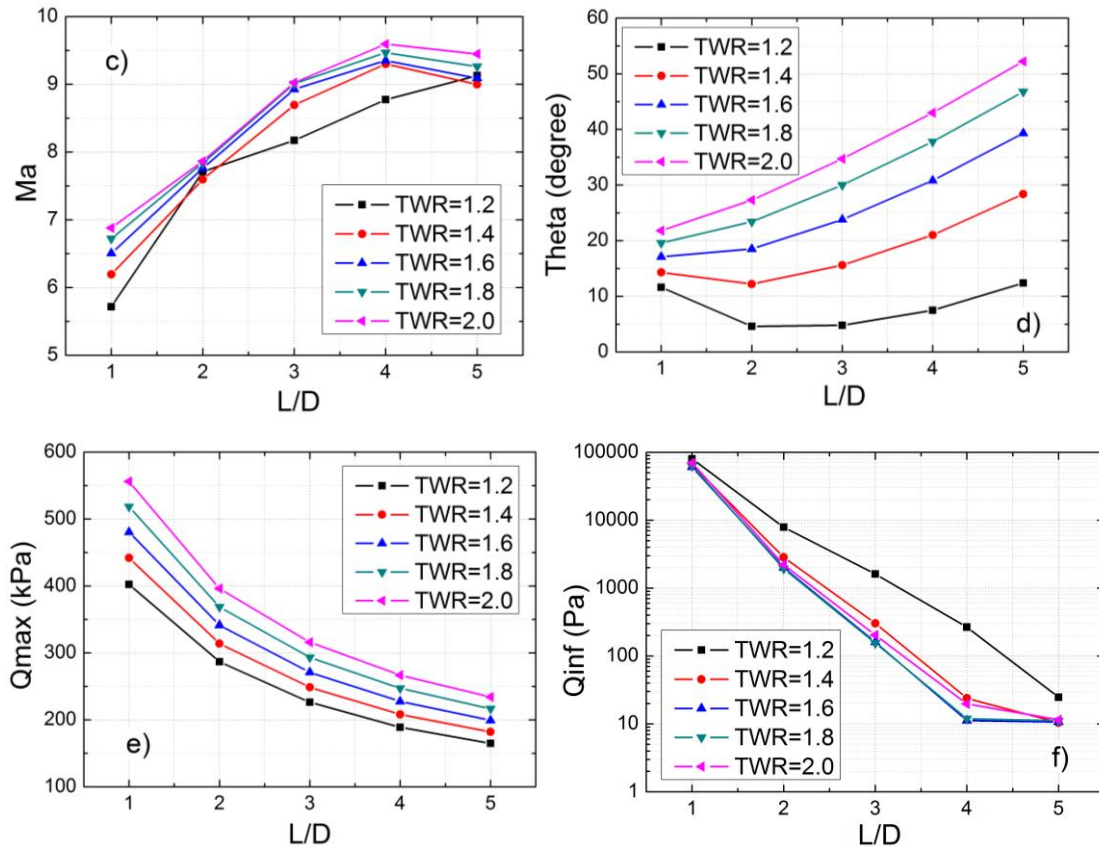 c)
Ma
10
9
8
7
6
5
1 2 3 4 5
L/D
TWR=1.2
TWR=1.4
TWR=1.6
TWR=1.8
TWR=2.0
d)
Theta (degree)
60
50
40
30
20
10
0
1 2 3 4 5
L/D
TWR=1.2
TWR=1.4
TWR=1.6
TWR=1.8
TWR=2.0
e)
Qmax (kPa)
600
500
400
300
200
100
1 2 3 4 5
L/D
TWR=1.2
TWR=1.4
TWR=1.6
TWR=1.8
TWR=2.0
f)
Qinf (Pa)
100000
10000
1000
100
10
1
1 2 3 4 5
L/D
TWR=1.2
TWR=1.4
TWR=1.6
TWR=1.8
TWR=2.0